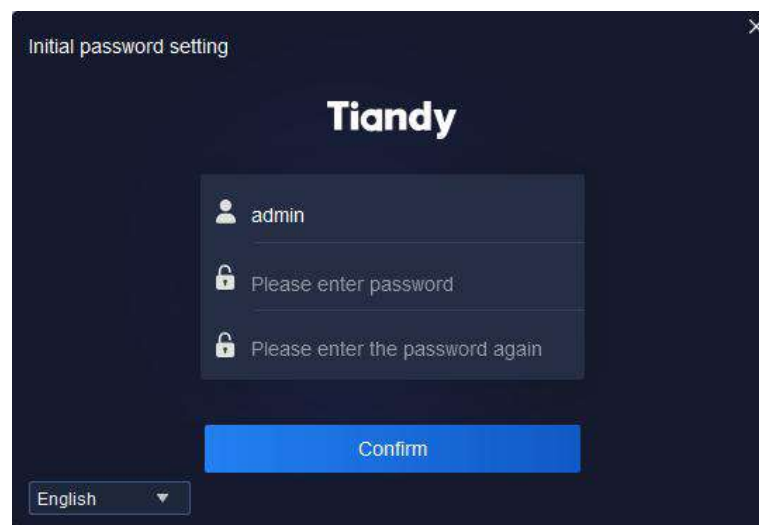 Initial password setting
Tiandy
admin
Please enter password
Please enter the password again
Confirm
English